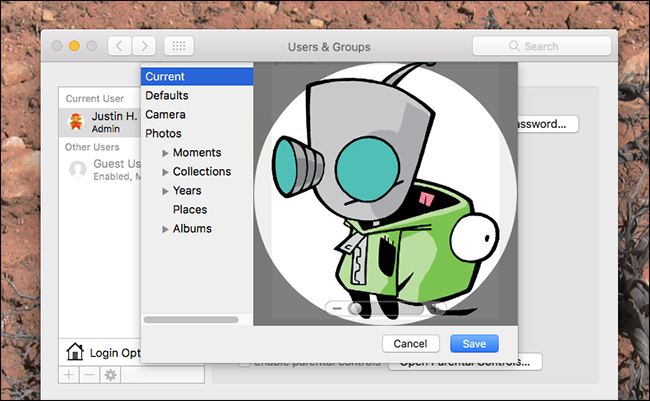 Users & Groups
Search
Current User
Justin H.
Admin
Other Users
Guest Us
Enabled, M
Login Opt
Current
Defaults
Camera
Photos
Moments
Collections
Years
Places
Albums
assword...
Cancel
Save
Enable parental controls
Open Parental Controls...